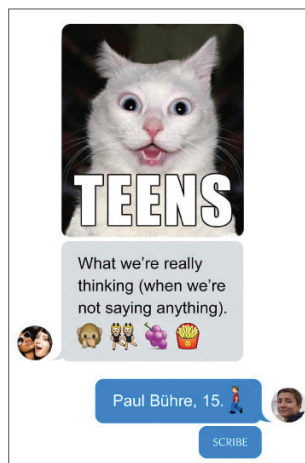 TEENS
What we're really
thinking (when we're
not saying anything).
Paul Bühre, 15.
SCRIBE